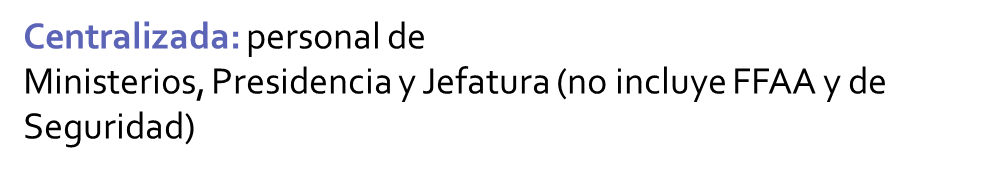 Centralizada: personal de
Ministerios, Presidencia y Jefatura (no incluye FFAA y de
Seguridad)